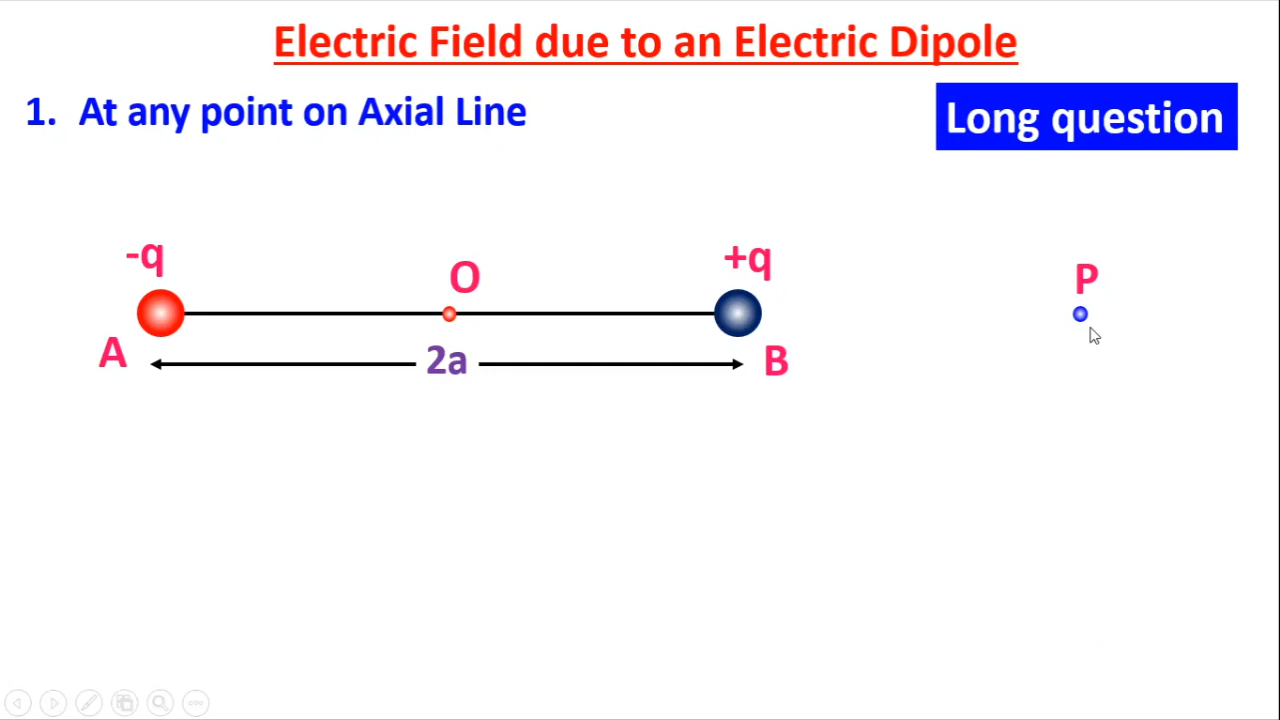 Electric Field due to an Electric Dipole
1. At any point on Axial Line
Long question
-q
O
+q
P
A
2a
B